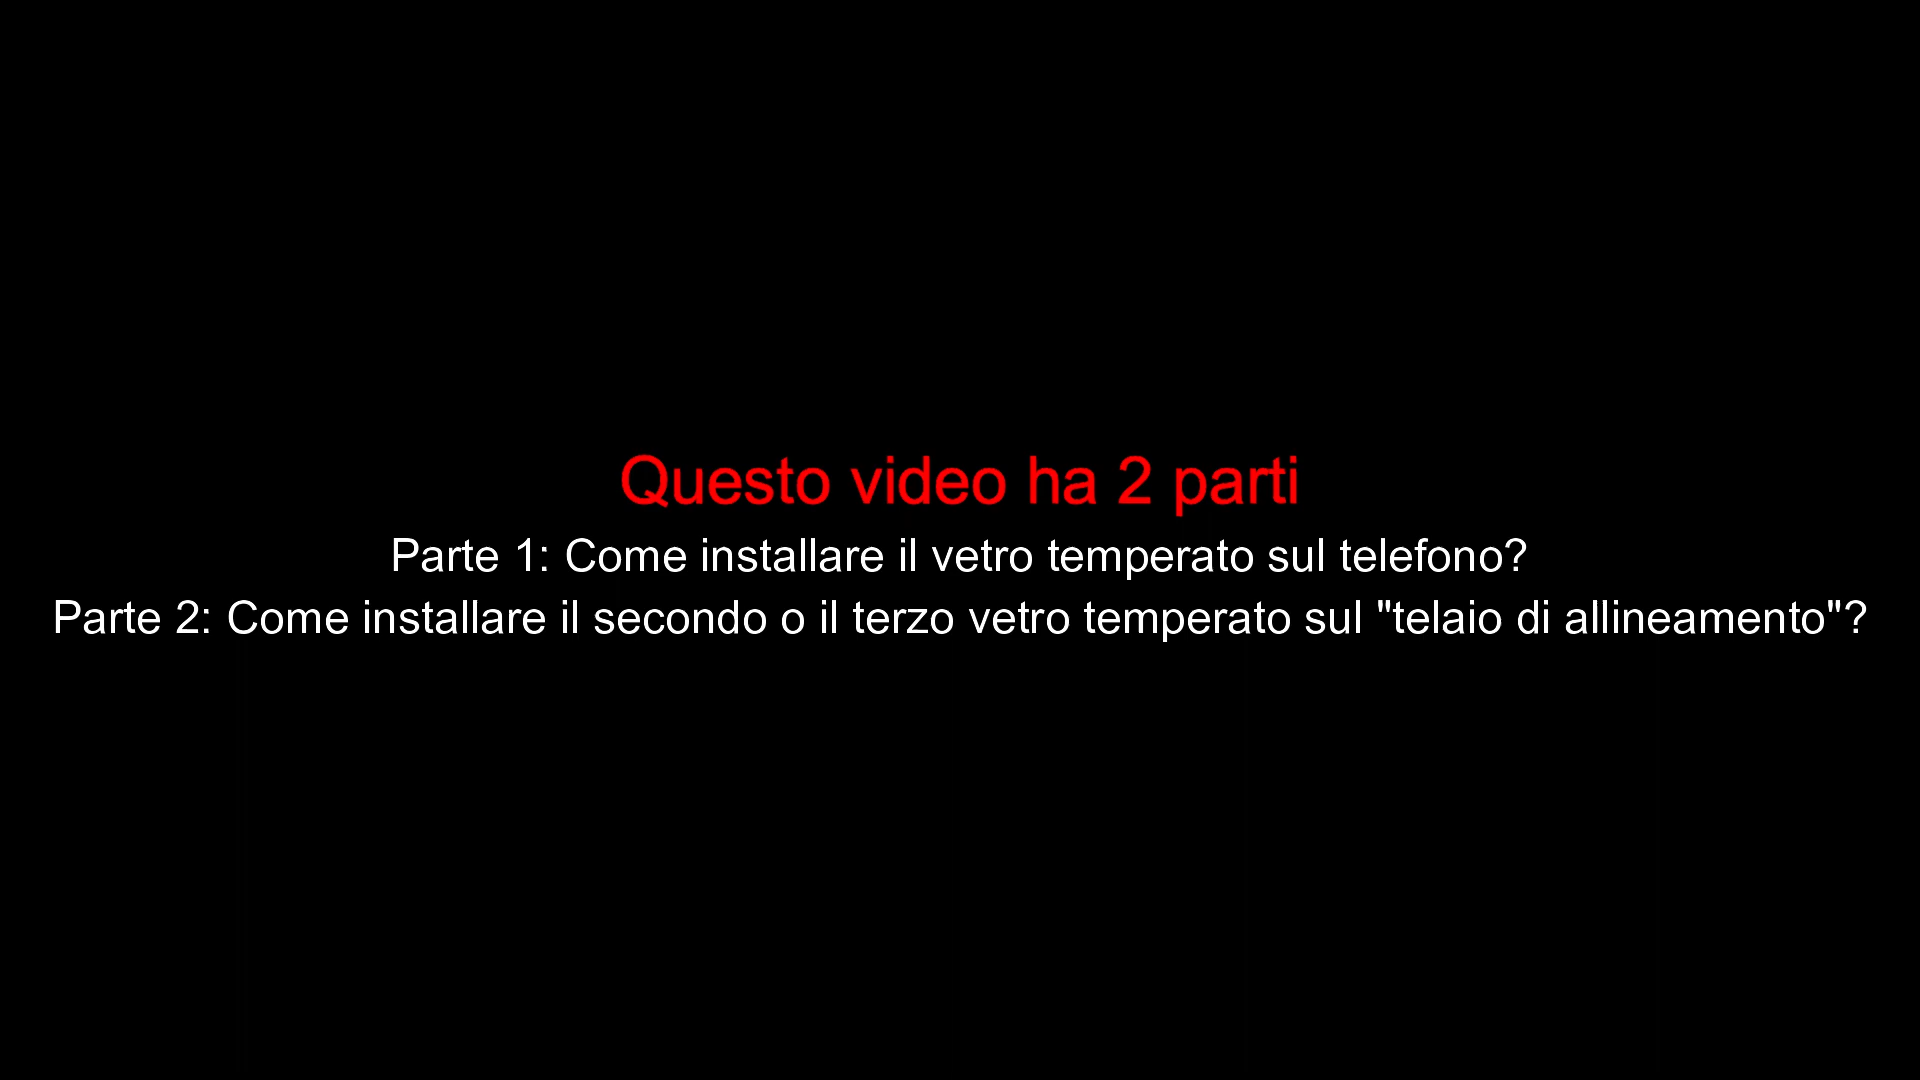 Questo video ha 2 parti
Parte 1: Come installare il vetro temperato sul telefono?
Parte 2: Come installare il secondo o il terzo vetro temperato sul "telaio di allineamento"?